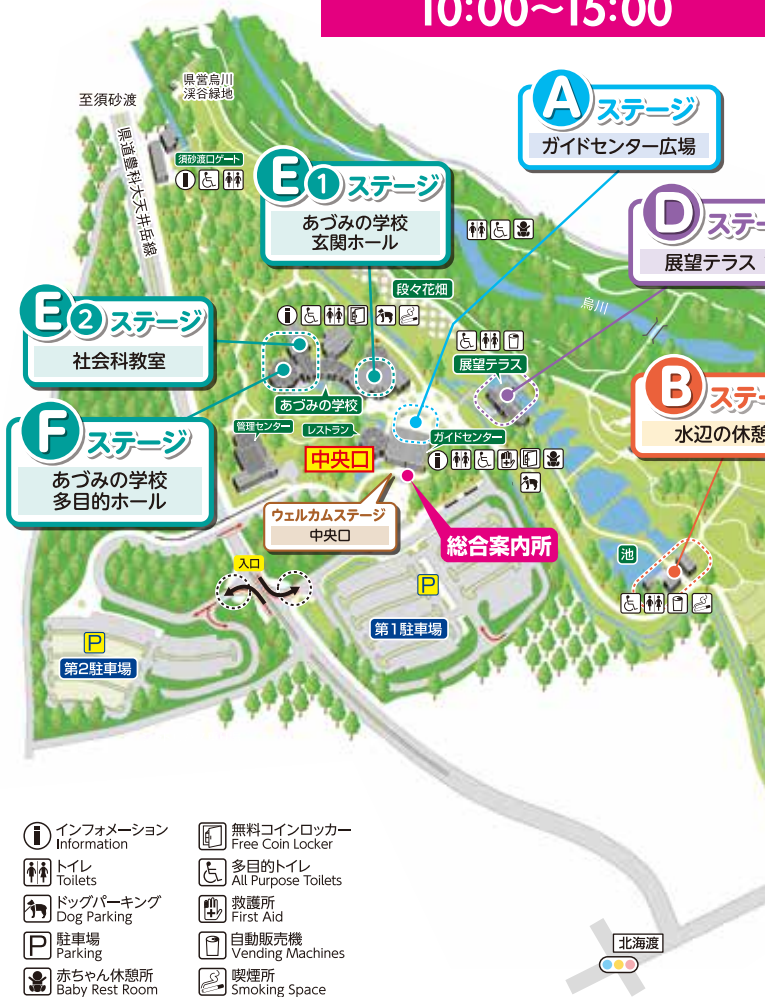 10:00～15:00
県営烏川
渓谷緑地
至須砂渡
県道豊科大天井岳線
須砂渡口ゲート
A ステージ
ガイドセンター広場
E1 ステージ
あづみの学校
玄関ホール
D ステー
展望テラス
段々花畑
烏川
E2 ステージ
社会科教室
展望テラス
あづみの学校
B ステー
水辺の休憩
F ステージ
あづみの学校
多目的ホール
管理センター
レストラン
ガイドセンター
中央口
ウェルカムステージ
中央口
総合案内所
池
入口
P
第1駐車場
P
第2駐車場
インフォメーション
Information
トイレ
Toilets
ドッグパーキング
Dog Parking
P
駐車場
Parking
赤ちゃん休憩所
Baby Rest Room
無料コインロッカー
Free Coin Locker
多目的トイレ
All Purpose Toilets
救護所
First Aid
自動販売機
Vending Machines
喫煙所
Smoking Space
北海渡